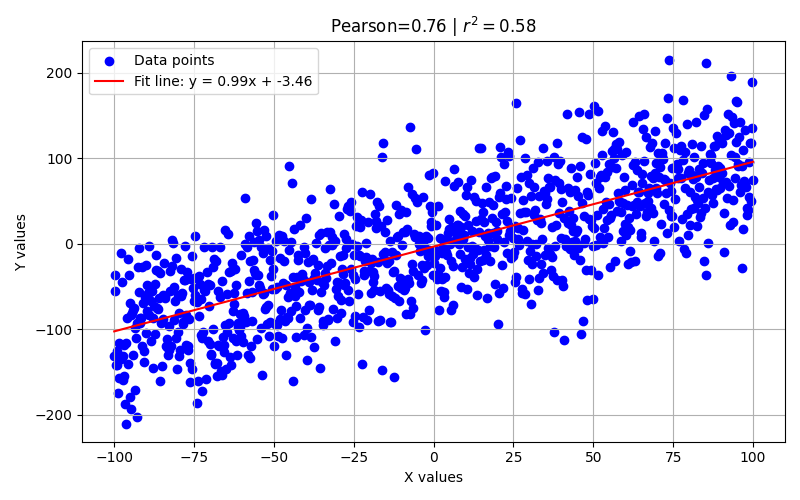 Pearson=0.76 | r² = 0.58
Data points
Fit line: y = 0.99x + -3.46
Y values
200
100
0
−100
−200
−100 −75 −50 −25 0 25 50 75 100
X values